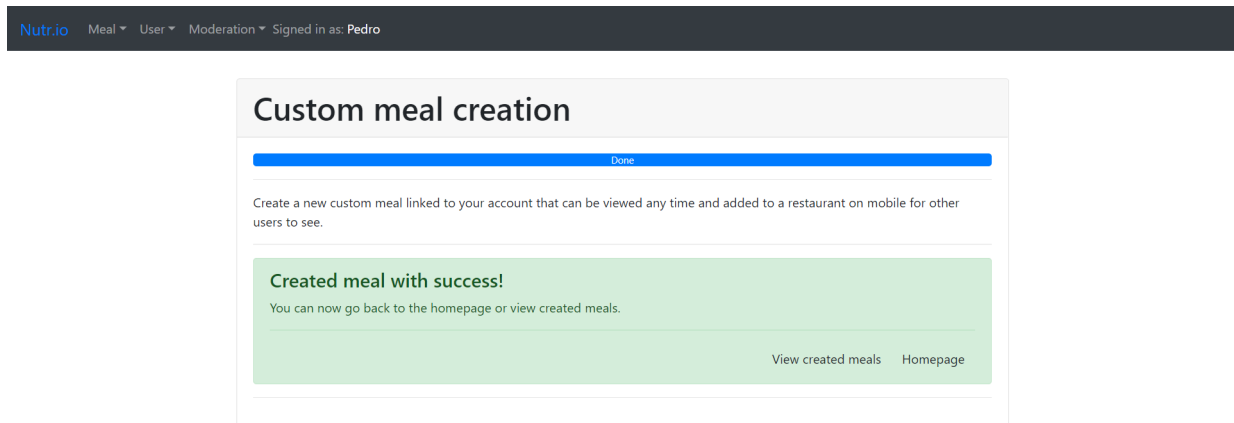 Nutr.io Meal User Moderation Signed in as: Pedro
Custom meal creation
Done
Create a new custom meal linked to your account that can be viewed any time and added to a restaurant on mobile for other
users to see.
Created meal with success!
You can now go back to the homepage or view created meals.
View created meals Homepage